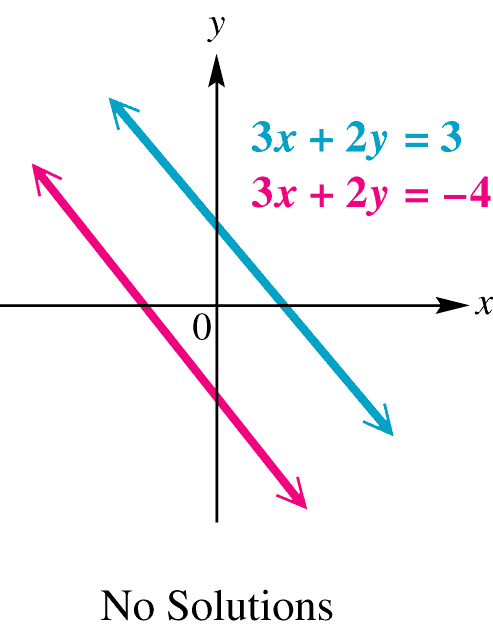 y
3x + 2y = 3
3x + 2y = −4
x
0
No Solutions